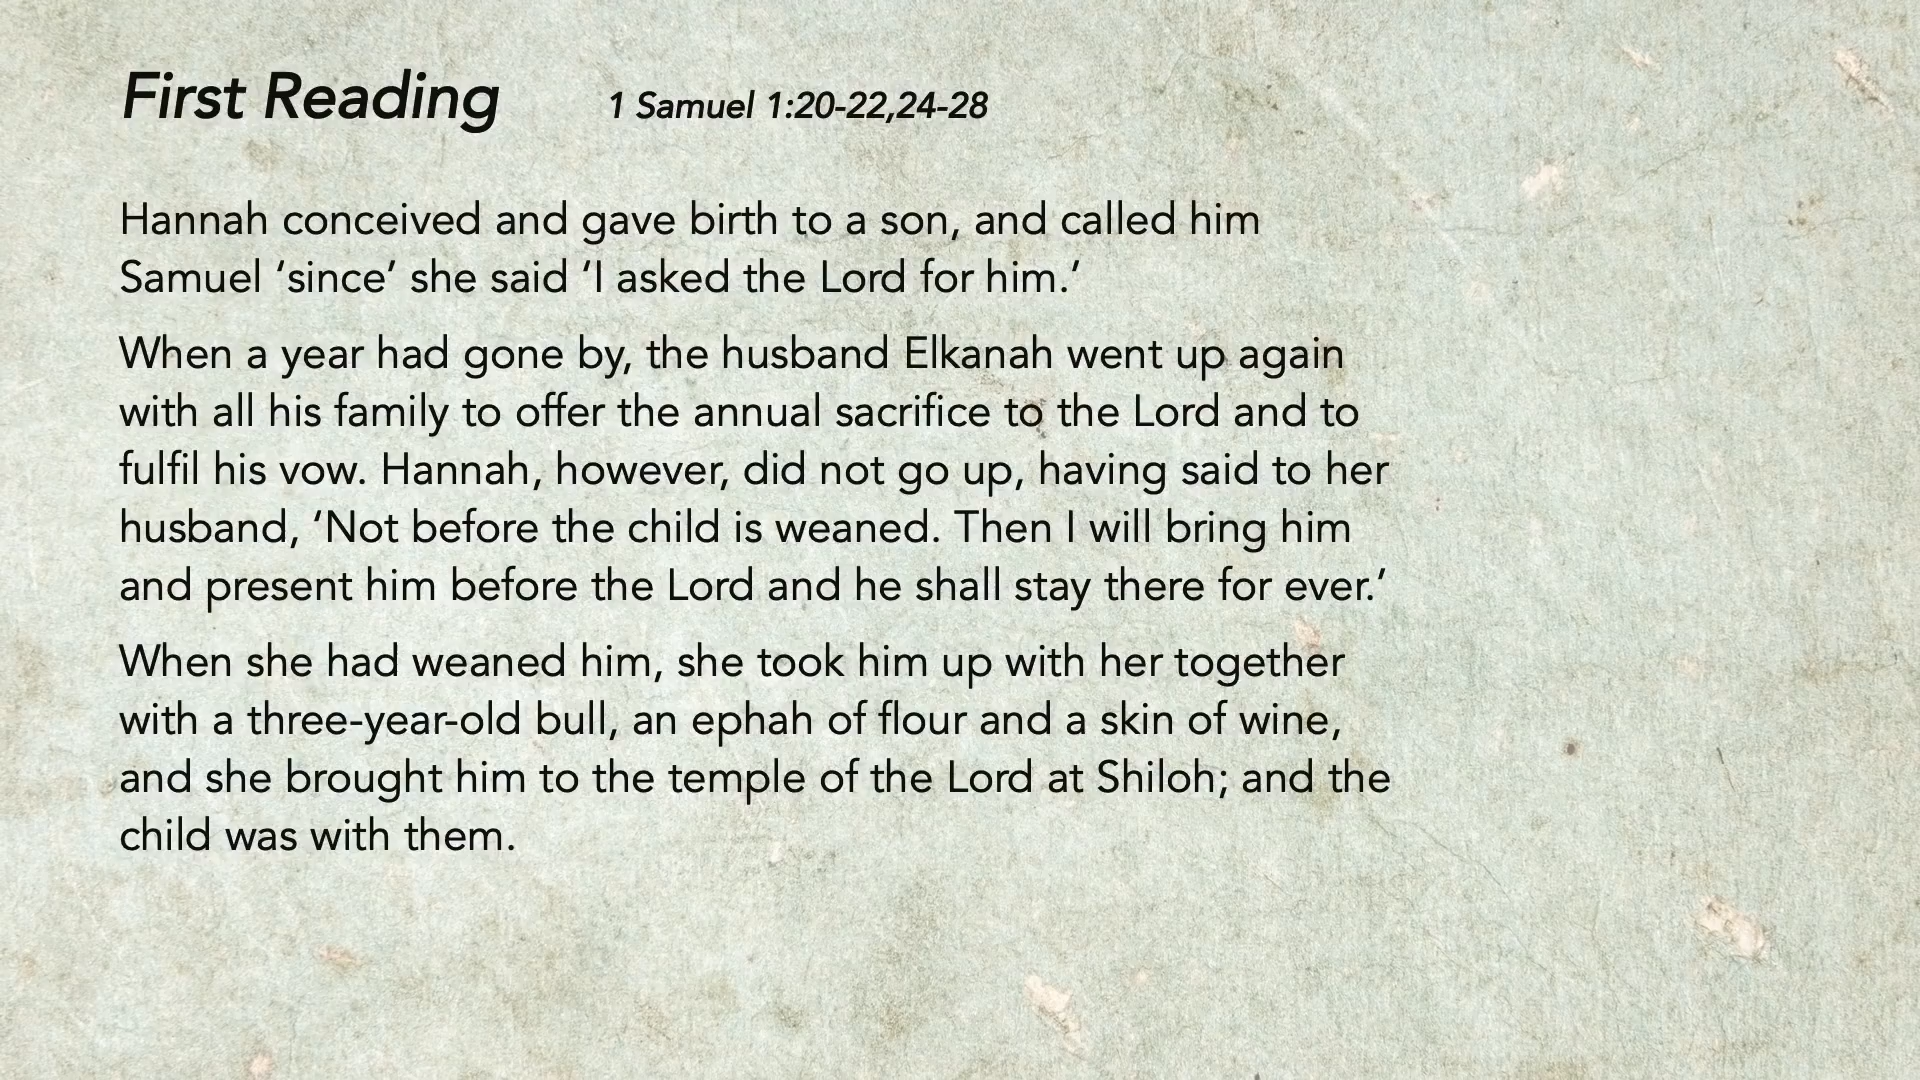 First Reading 1 Samuel 1:20-22,24-28
Hannah conceived and gave birth to a son, and called him
Samuel ‘since’ she said ‘I asked the Lord for him.’
When a year had gone by, the husband Elkanah went up again
with all his family to offer the annual sacrifice to the Lord and to
fulfil his vow. Hannah, however, did not go up, having said to her
husband, ‘Not before the child is weaned. Then I will bring him
and present him before the Lord and he shall stay there for ever.’
When she had weaned him, she took him up with her together
with a three-year-old bull, an ephah of flour and a skin of wine,
and she brought him to the temple of the Lord at Shiloh; and the
child was with them.